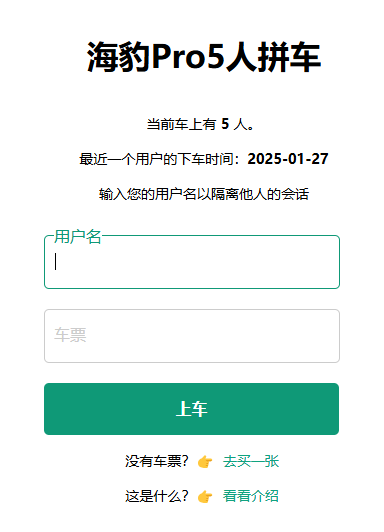 海豹Pro5人拼车
当前车上有 5 人。
最近一个用户的下车时间：2025-01-27
输入您的用户名以隔离他人的会话
用户名
车票
上车
没有车票？👉 去买一张
这是什么？👉 看看介绍